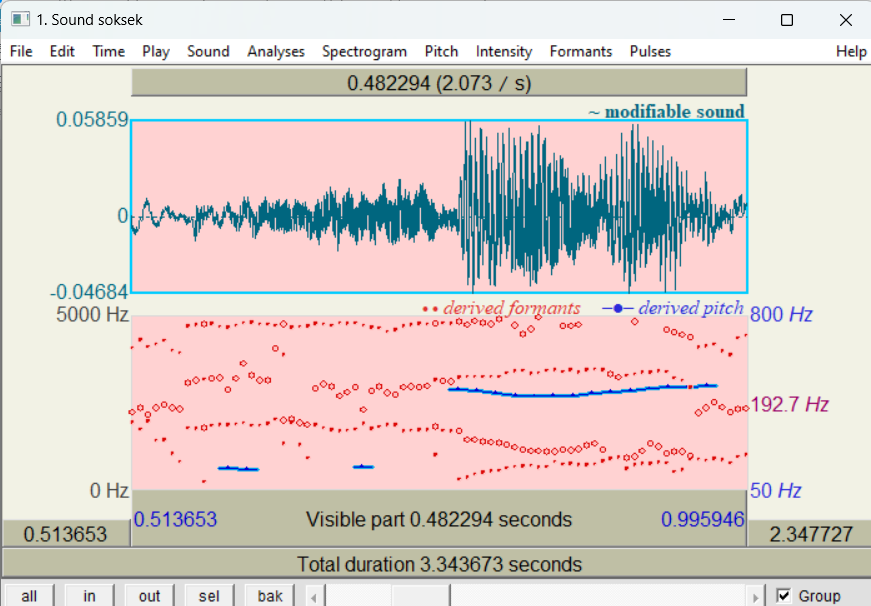 1. Sound soksek
File Edit Time Play Sound Analyses Spectrogram Pitch Intensity Formants Pulses Help
0.482294 (2.073 / s)
0.05859
~ modifiable sound
0
-0.04684
derived formants derived pitch
5000 Hz
800 Hz
192.7 Hz
0 Hz
50 Hz
0.513653 Visible part 0.482294 seconds 0.995946
0.513653
2.347727
Total duration 3.343673 seconds
all in out sel bak Group